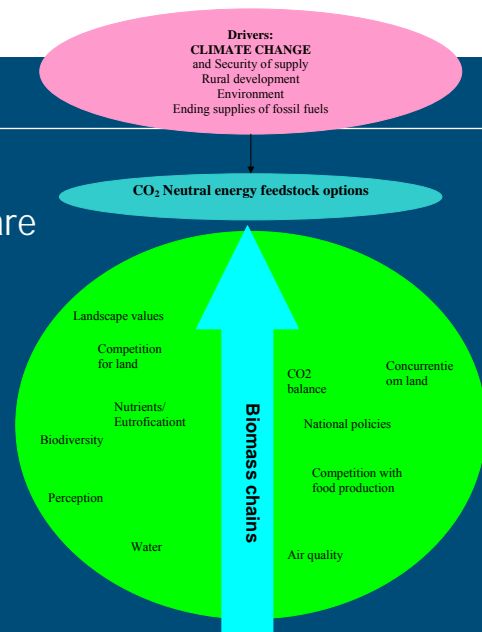 Drivers:
CLIMATE CHANGE
and Security of supply
Rural development
Environment
Ending supplies of fossil fuels
CO₂ Neutral energy feedstock options
Landscape values
Competition
for land
Nutrients/
Eutroficationt
Biodiversity
Perception
Water
Biomass chains
CO2
balance
Concurrentie
om land
National policies
Competition with
food production
Air quality